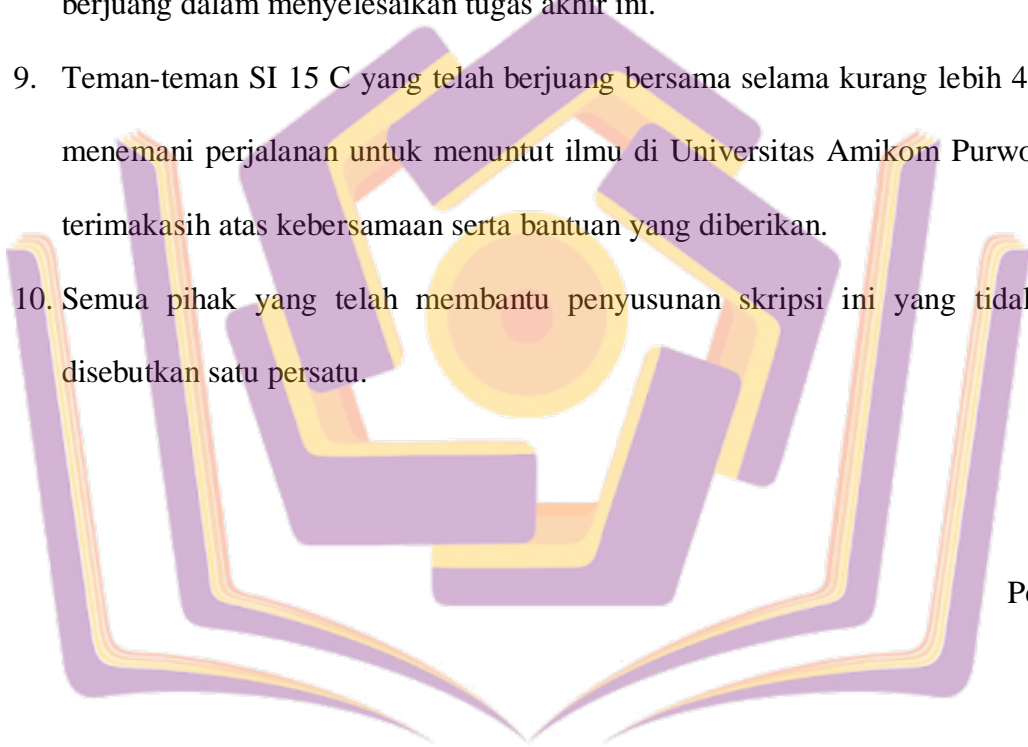 berjuang dalam menyelesaikan tugas akhir ini.
9. Teman-teman SI 15 C yang telah berjuang bersama selama kurang lebih 4
menemani perjalanan untuk menuntut ilmu di Universitas Amikom Purwo
terimakasih atas kebersamaan serta bantuan yang diberikan.
10. Semua pihak yang telah membantu penyusunan skripsi ini yang tidak
disebutkan satu persatu.